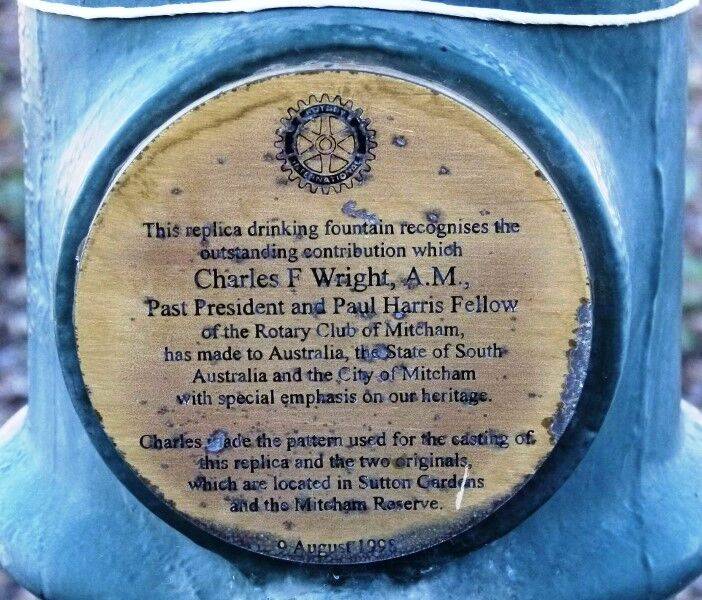 ROTARY
INTERNATIONAL
This replica drinking fountain recognises the
outstanding contribution which
Charles F Wright, A.M.,
Past President and Paul Harris Fellow
of the Rotary Club of Mitcham,
has made to Australia, the State of South
Australia and the City of Mitcham
with special emphasis on our heritage.
Charles made the pattern used for the casting of
this replica and the two originals,
which are located in Sutton Gardens
and the Mitcham Reserve.
9 August 1998